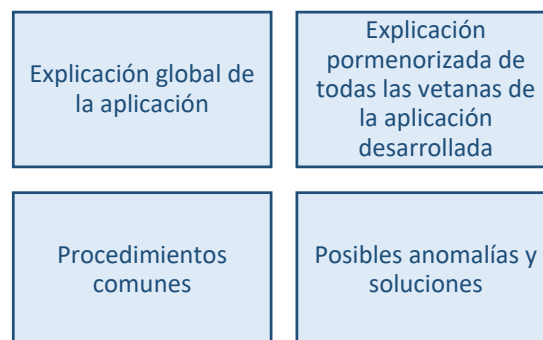 Explicación global de
la aplicación
Explicación
pormenorizada de
todas las vetanas de
la aplicación
desarrollada
Procedimientos
comunes
Posibles anomalías y
soluciones